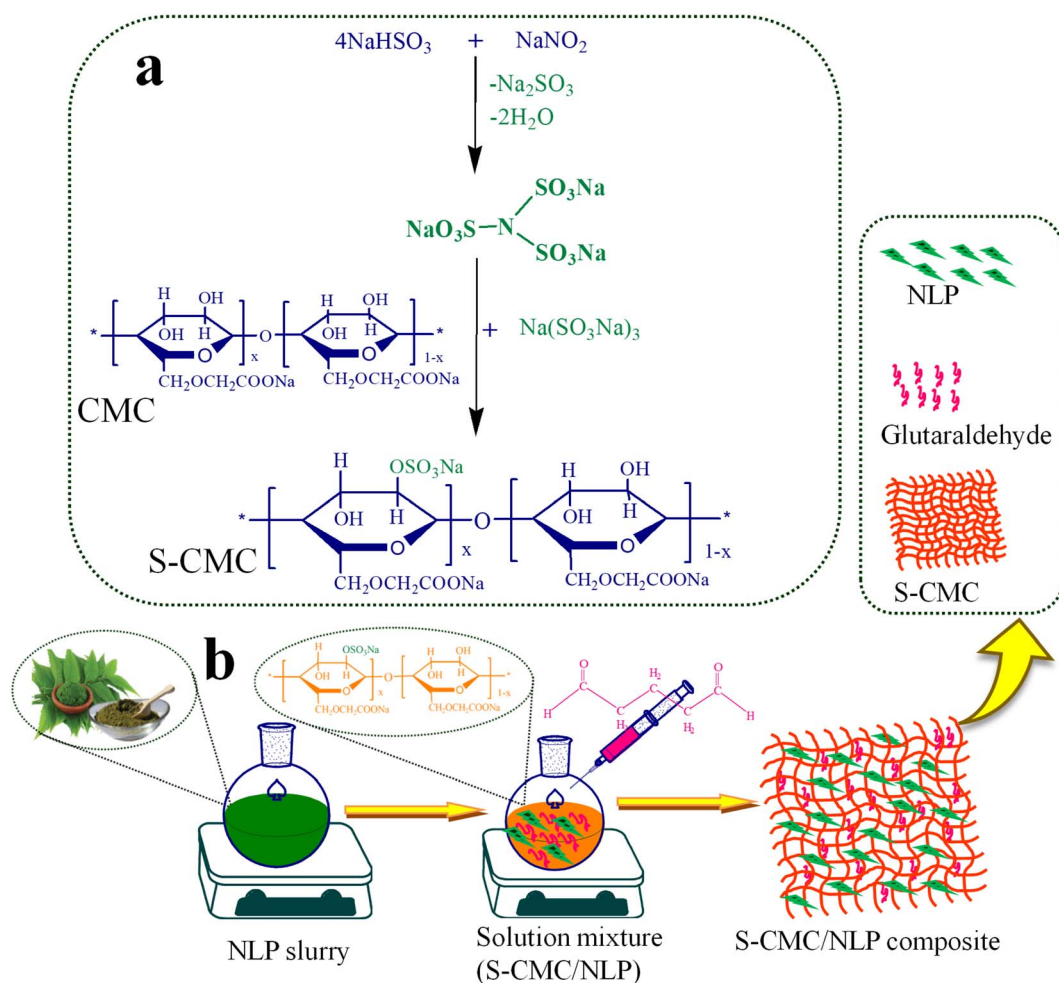 a
4NaHSO₃ + NaNO₂
-Na₂SO₃
-2H₂O
SO₃Na
NaO₃S N
SO₃Na
+ Na(SO₃Na)₃
H OH
H OH
* OH H O OH H *
O x O 1-x
CH₂OCH₂COONa CH₂OCH₂COONa
CMC
H OSO₃Na
H OH
* OH H O OH H *
O x O 1-x
CH₂OCH₂COONa CH₂OCH₂COONa
S-CMC
NLP
Glutaraldehyde
S-CMC
b
H OSO₃Na H OH
* OH H O OH H *
O x O 1-x
CH₂OCH₂COONa CH₂OCH₂COONa
O H₂ O
H H
H₂
NLP slurry
Solution mixture
(S-CMC/NLP)
S-CMC/NLP composite